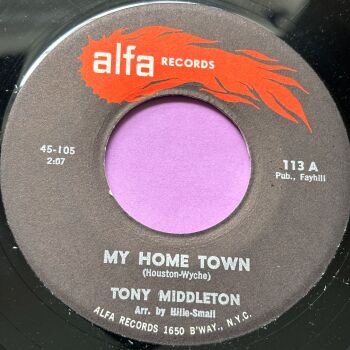 alfa RECORDS
45-105
2:07
113 A
Pub., Fayhill
MY HOME TOWN
(Houston-Wyche)
TONY MIDDLETON
Arr. by Hilie-Small
ALFA RECORDS 1650 B'WAY., N.Y.C.